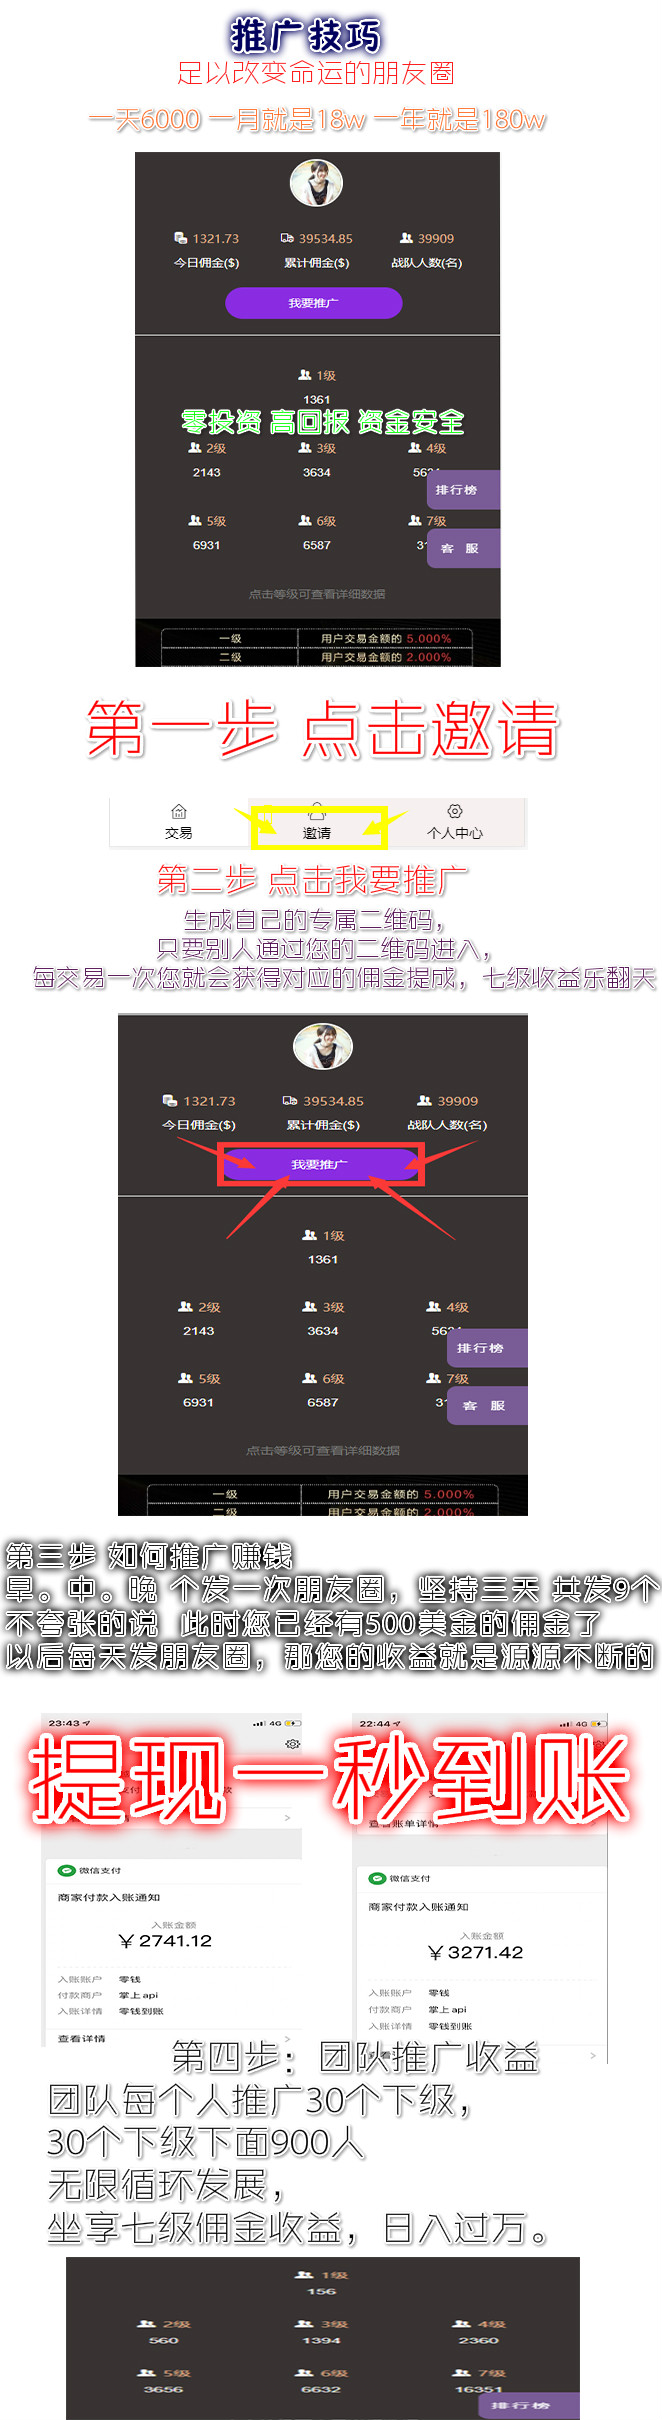 推广技巧
足以改变命运的朋友圈
一天6000 一月就是18w 一年就是180w
1321.73 39534.85 39909
今日佣金($) 累计佣金($) 战队人数(名)
我要推广
1级
1361
零投资 高回报 资金安全
2级 3级 4级
2143 3634
排行榜
5级 6级 7级
6931 6587
客 服
点击等级可查看详细数据
一级 用户交易金额的 5.000%
二级 用户交易金额的 2.000%
第一步 点击邀请
交易 邀请 个人中心
第二步 点击我要推广
生成自己的专属二维码，
只要别人通过您的二维码进入，
每交易一次您就会获得对应的佣金提成，七级收益乐翻天
1321.73 39534.85 39909
今日佣金($) 累计佣金($) 战队人数(名)
我要推广
1级
1361
2级 3级 4级
2143 3634
排行榜
5级 6级 7级
6931 6587
客 服
点击等级可查看详细数据
一级 用户交易金额的 5.000%
二级 用户交易金额的 2.000%
第三步 如何推广赚钱
早。中。晚 个发一次朋友圈，坚持三天 共发9个
不夸张的说 此时您已经有500美金的佣金了
以后每天发朋友圈，那您的收益就是源源不断的
23:43 4G 22:44 4G
提现一秒到账
查看账单详情
微信支付 微信支付
商家付款入账通知 商家付款入账通知
入账金额 入账金额
￥2741.12 ￥3271.42
入账账户 零钱 入账账户 零钱
付款商户 掌上api 付款商户 掌上api
入账详情 零钱到账 入账详情 零钱到账
查看详情
第四步：团队推广收益
团队每个人推广30个下级，
30个下级下面900人
无限循环发展，
坐享七级佣金收益，日入过万。
1级
156
2级 3级 4级
560 1394 2360
5级 6级 7级
3656 6632 16351
排行榜